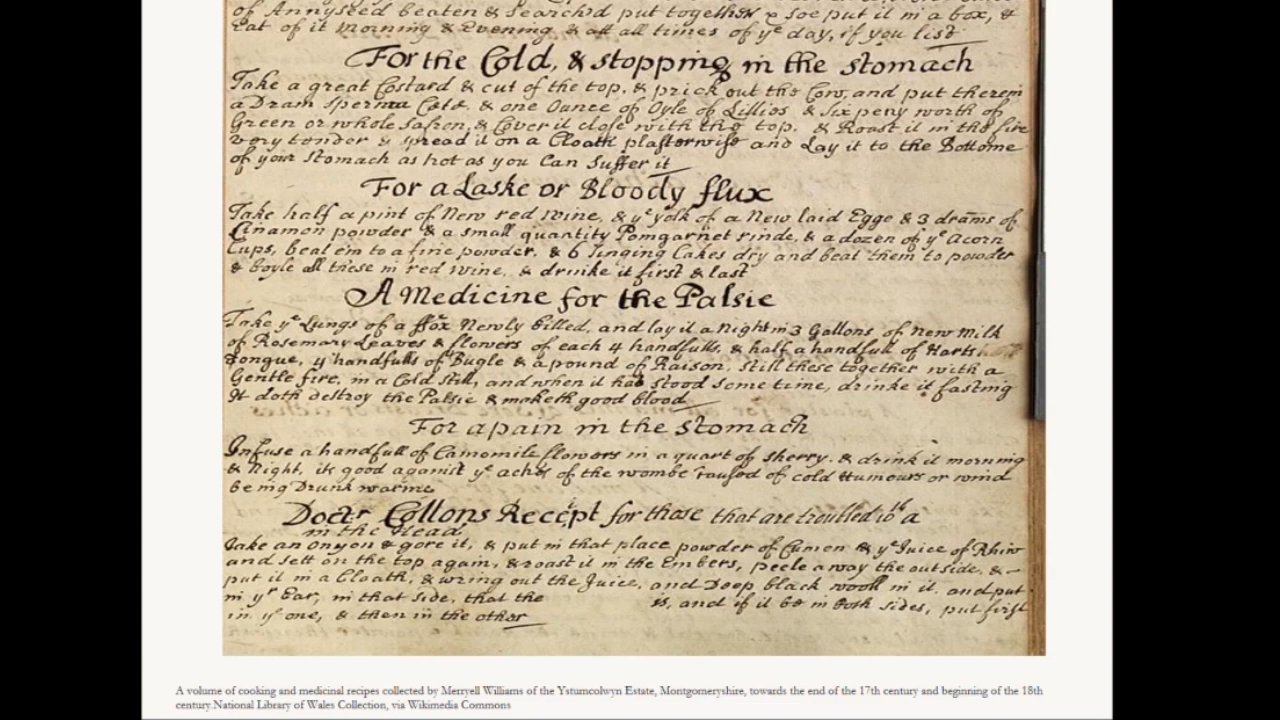 of Annyseed beaten & Search'd put together & Soe put it in a box, &
Eat of it Morning & Evening & att all times of yͤ day, if you list
For the Cold, & stopping in the stomach
Take a great Costard & cut of the top, & prick out the Core, and put therein
a Dram Sperma Cete & one Ounce of Oyle of Lillies & six peny worth of
Green or whole Safron, & Cover it close with the top. & Roast it in the fire
very tender & spread it on a Cloath plasterwise and Lay it to the Bottome
of your Stomach as hot as you Can Suffer it
For a Laske or Bloody flux
Take half a pint of New red wine, & yͤ yolk of a New laid Egge & 3 drams of
Cinamon powder & a small quantity Pomgarnet rinde, & a dozen of yͤ Acorn
Cups, beat em to a fine powder, & 6 Singing Cakes dry and beat them to powder
& boyle all these in red wine, & drinke it first & last
A Medicine for the Palsie
Take yͤ Lungs of a ffox Newly killed, and lay it a Night in 3 Gallons of New Milk
of Rosemary Leaves & flowers of each 4 handfulls, & half a handfull of Harts
Tongue, ij handfulls of Bugle & a pound of Raison, Still these together with a
Gentle fire, in a Cold Still, and when it has stood some time, drinke it fasting
It doth destroy the Palsie & maketh good blood
For a pain in the stomach
Infuse a handfull of Camomile flowers in a quart of sherry. & drink it morning
& Night, its good against yͤ aches of the wombe Caused of cold Humours or wind
being Drunk warme
Doctr Collons Receipt for those that are troubled wᵗʰ a
in the Head
Take an Onyon & gore it, & put in that place powder of Cumen & yͤ Juice of
and sett on the top again, & roast it in the Embers, peele away the outside, &
put it in a Cloath, & wring out the Juice, and Deep black wooll in it, and put
in yʳ Ear, in that side, that the is, and if it be in both sides, put first
in yͤ one, & then in the other
A volume of cooking and medicinal recipes collected by Merryell Williams of the Ystumcolwyn Estate, Montgomeryshire, towards the end of the 17th century and beginning of the 18th
century.National Library of Wales Collection, via Wikimedia Commons